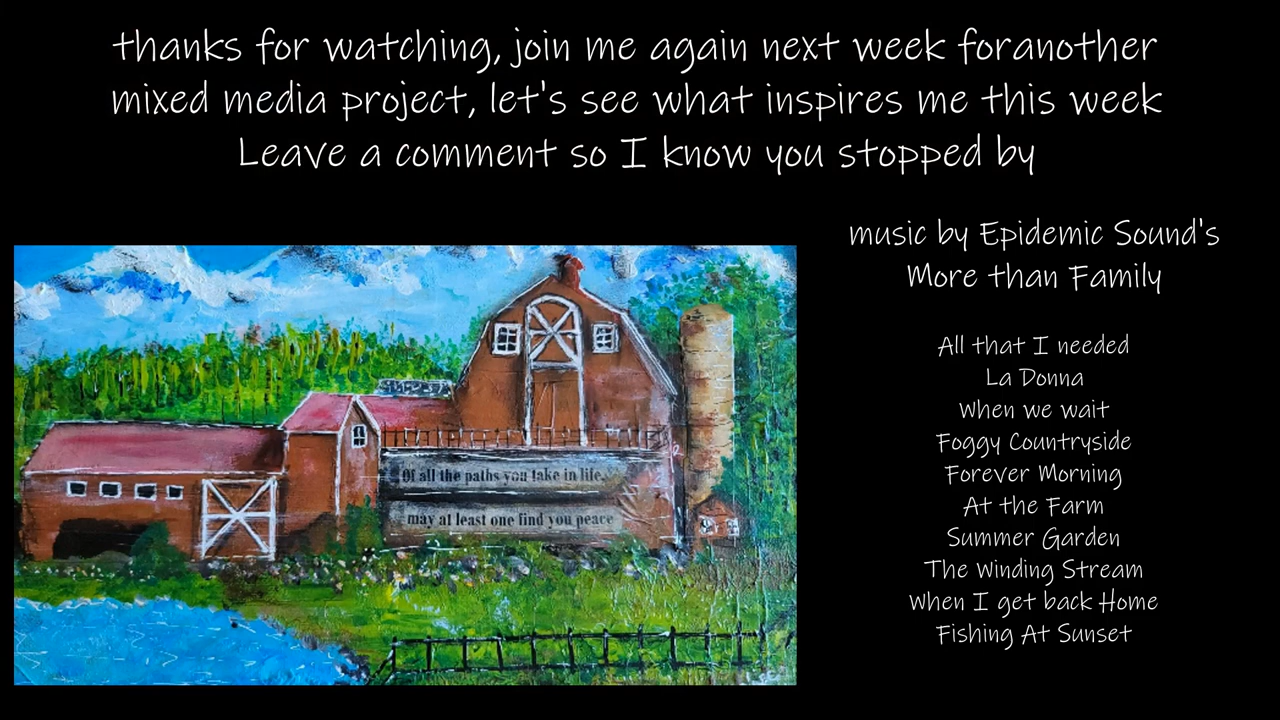 thanks for watching, join me again next week foranother
mixed media project, let's see what inspires me this week
Leave a comment so I know you stopped by
music by Epidemic Sound's
More than Family
All that I needed
La Donna
When we wait
Foggy Countryside
Forever Morning
At the Farm
Summer Garden
The Winding Stream
When I get back Home
Fishing At Sunset
Of all the paths you take in life,
may at least one find you peace